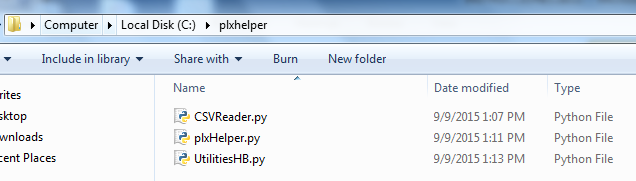 Computer Local Disk (C:) plxhelper
Include in library Share with Burn New folder
Name Date modified Type
rites
sktop
wnloads
cent Places
CSVReader.py 9/9/2015 1:07 PM Python File
plxHelper.py 9/9/2015 1:11 PM Python File
UtilitiesHB.py 9/9/2015 1:13 PM Python File